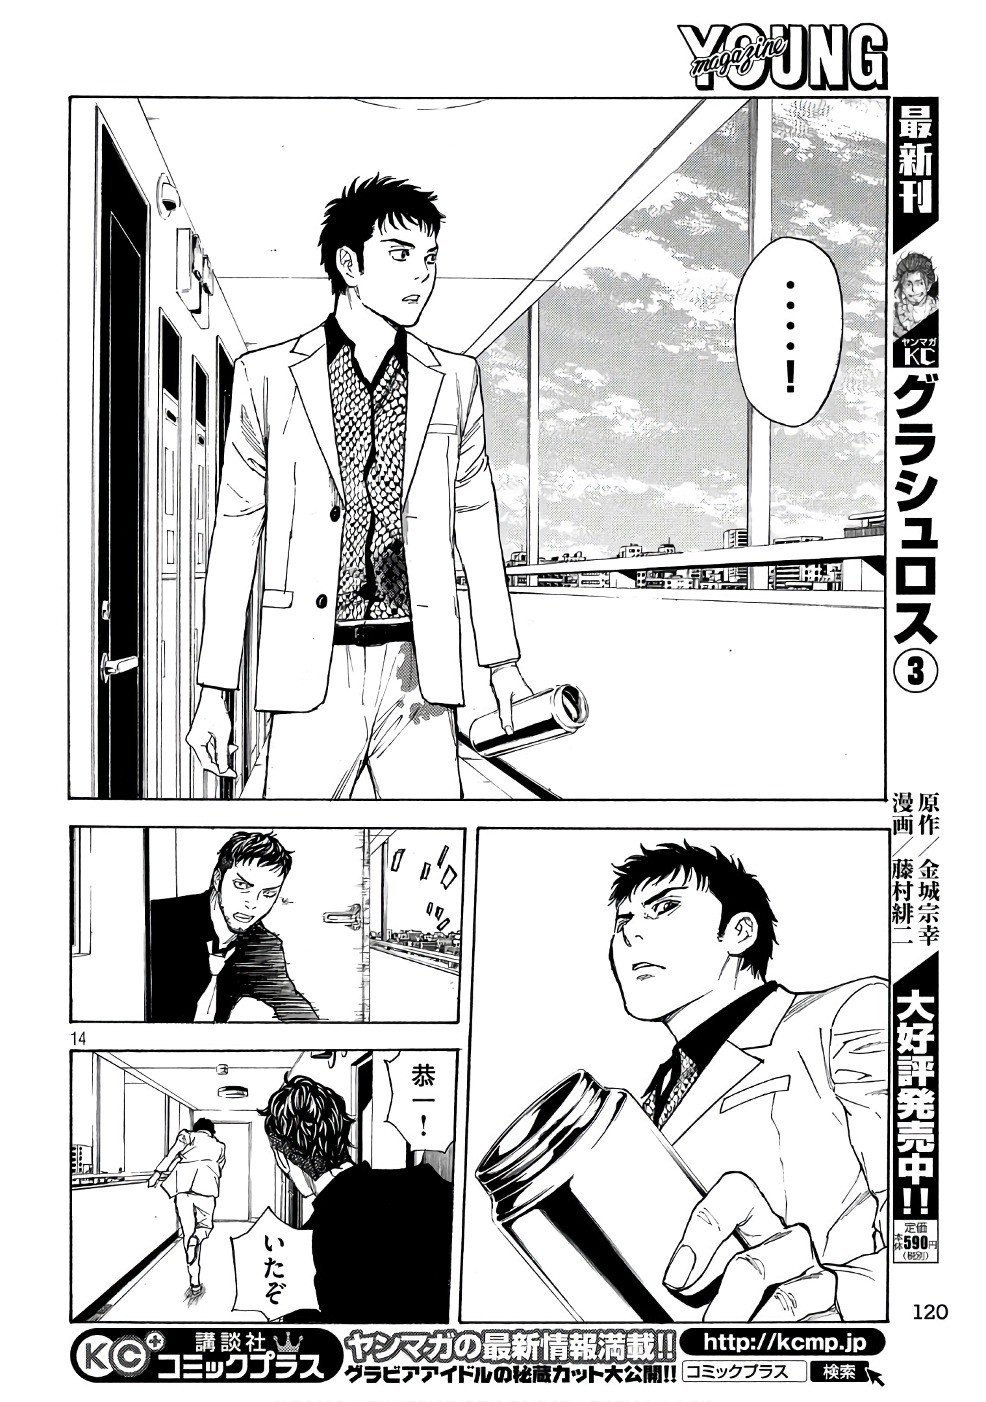 YOUNG
magazine
・・・・・！
バババ
恭一！
いたぞ
14
最新刊
ヤンマガ
KC
グラシュロス③
原作／金城宗幸
漫画／藤村緋二
大好評発売中!!
定価
本体590円
(税別)
120
KC+
講談社
コミックプラス
ヤンマガの最新情報満載!!
グラビアアイドルの秘蔵カット大公開!!
http://kcmp.jp
コミックプラス 検索